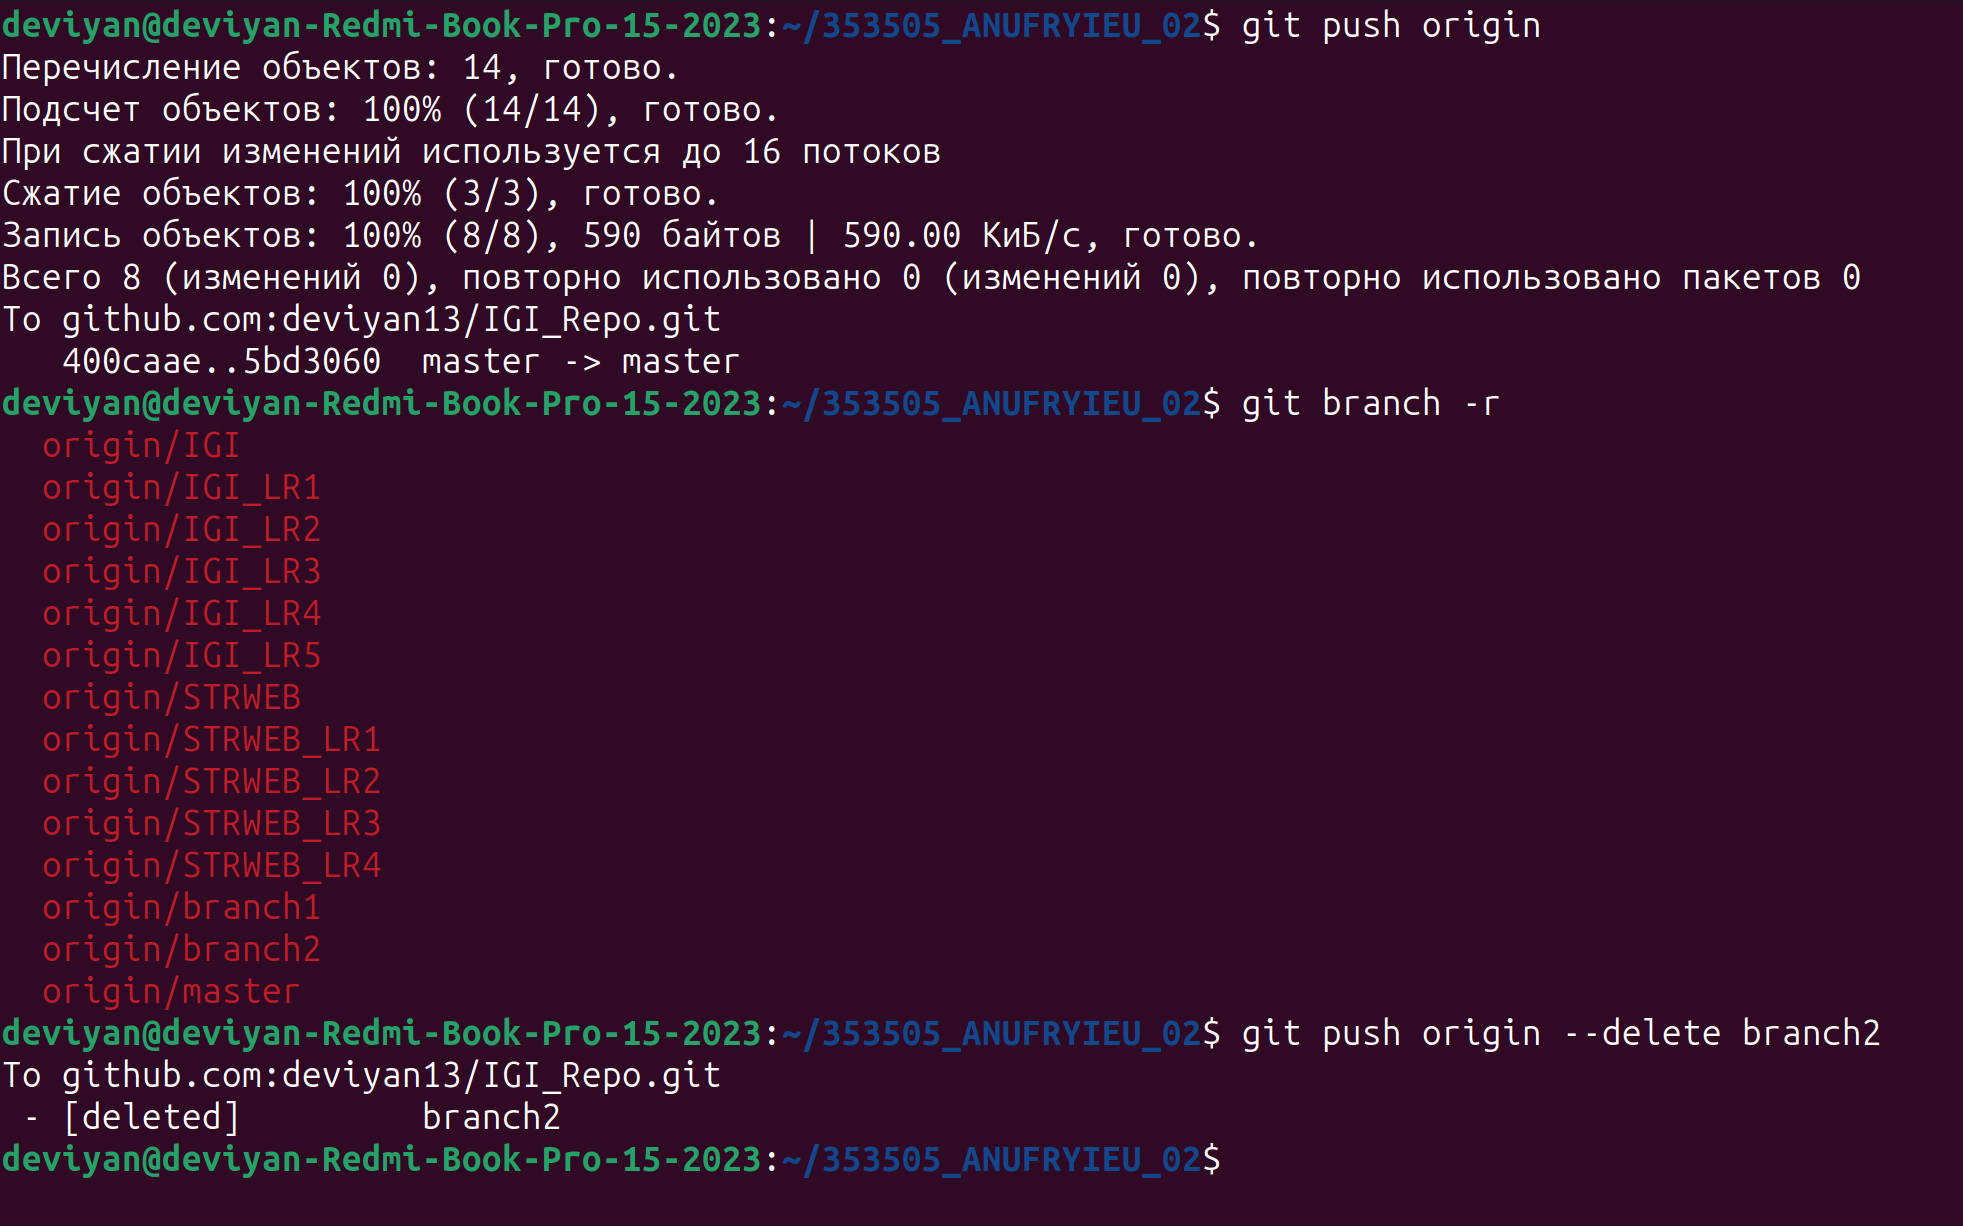 deviyan@deviyan-Redmi-Book-Pro-15-2023:~/353505_ANUFRYIEU_02$ git push origin
Перечисление объектов: 14, готово.
Подсчет объектов: 100% (14/14), готово.
При сжатии изменений используется до 16 потоков
Сжатие объектов: 100% (3/3), готово.
Запись объектов: 100% (8/8), 590 байтов | 590.00 КиБ/с, готово.
Всего 8 (изменений 0), повторно использовано 0 (изменений 0), повторно использовано пакетов 0
To github.com:deviyan13/IGI_Repo.git
   400caae..5bd3060  master -> master
deviyan@deviyan-Redmi-Book-Pro-15-2023:~/353505_ANUFRYIEU_02$ git branch -r
  origin/IGI
  origin/IGI_LR1
  origin/IGI_LR2
  origin/IGI_LR3
  origin/IGI_LR4
  origin/IGI_LR5
  origin/STRWEB
  origin/STRWEB_LR1
  origin/STRWEB_LR2
  origin/STRWEB_LR3
  origin/STRWEB_LR4
  origin/branch1
  origin/branch2
  origin/master
deviyan@deviyan-Redmi-Book-Pro-15-2023:~/353505_ANUFRYIEU_02$ git push origin --delete branch2
To github.com:deviyan13/IGI_Repo.git
 - [deleted]         branch2
deviyan@deviyan-Redmi-Book-Pro-15-2023:~/353505_ANUFRYIEU_02$